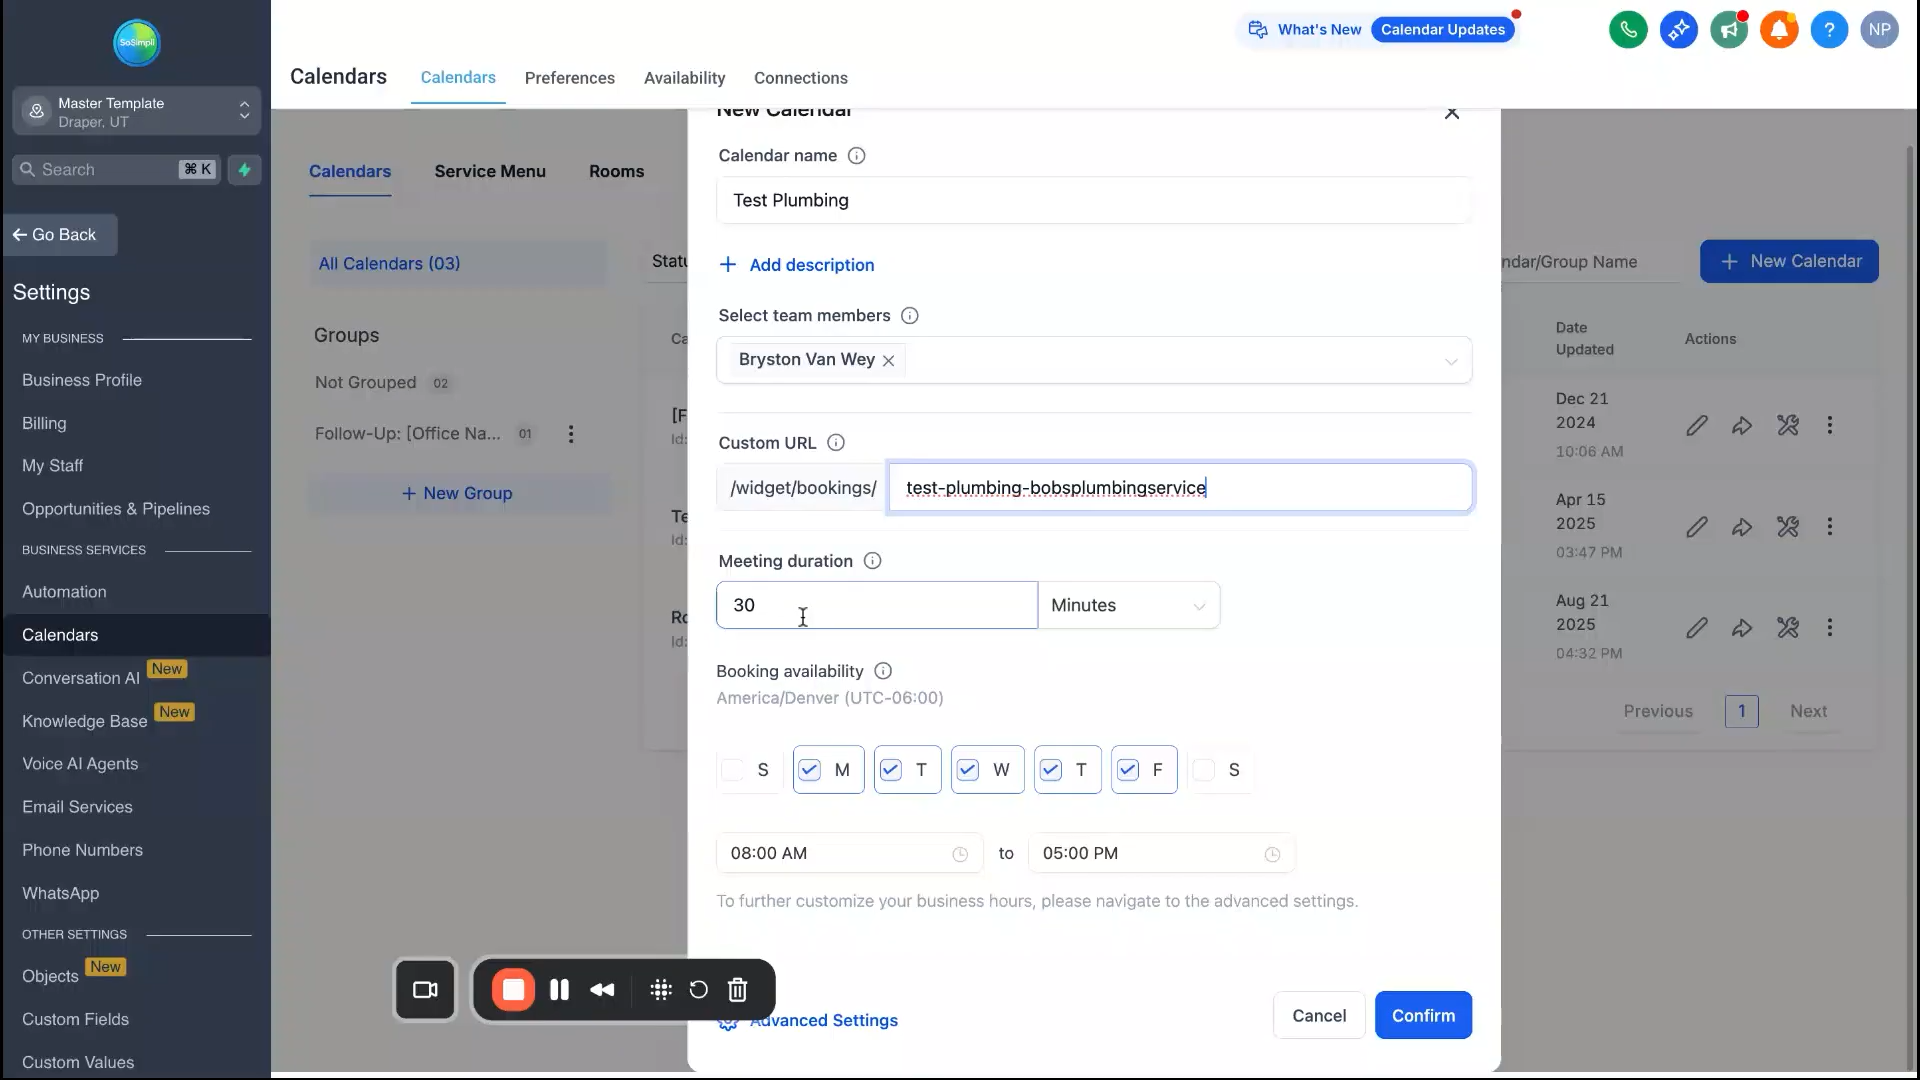 SoSimpli
Master Template
Draper, UT
Search
⌘ K
Go Back
Settings
MY BUSINESS
Business Profile
Billing
My Staff
Opportunities & Pipelines
BUSINESS SERVICES
Automation
Calendars
Conversation AI New
Knowledge Base New
Voice AI Agents
Email Services
Phone Numbers
WhatsApp
OTHER SETTINGS
Objects New
Custom Fields
Custom Values
What's New
Calendar Updates
NP
Calendars
Calendars
Preferences
Availability
Connections
Calendars
Service Menu
Rooms
All Calendars (03)
Groups
Not Grouped 02
Follow-Up: [Office Na... 01
+ New Group
Statu
Ca
[F
Id:
Te
Id:
Ro
Id:
New Calendar
Calendar name
Test Plumbing
+ Add description
Select team members
Bryston Van Wey
Custom URL
/widget/bookings/
test-plumbing-bobsplumbingservice
Meeting duration
30
Minutes
Booking availability
America/Denver (UTC-06:00)
S
M
T
W
T
F
S
08:00 AM
to
05:00 PM
To further customize your business hours, please navigate to the advanced settings.
Advanced Settings
Cancel
Confirm
ndar/Group Name
+ New Calendar
Date
Updated
Actions
Dec 21
2024
10:06 AM
Apr 15
2025
03:47 PM
Aug 21
2025
04:32 PM
Previous
1
Next